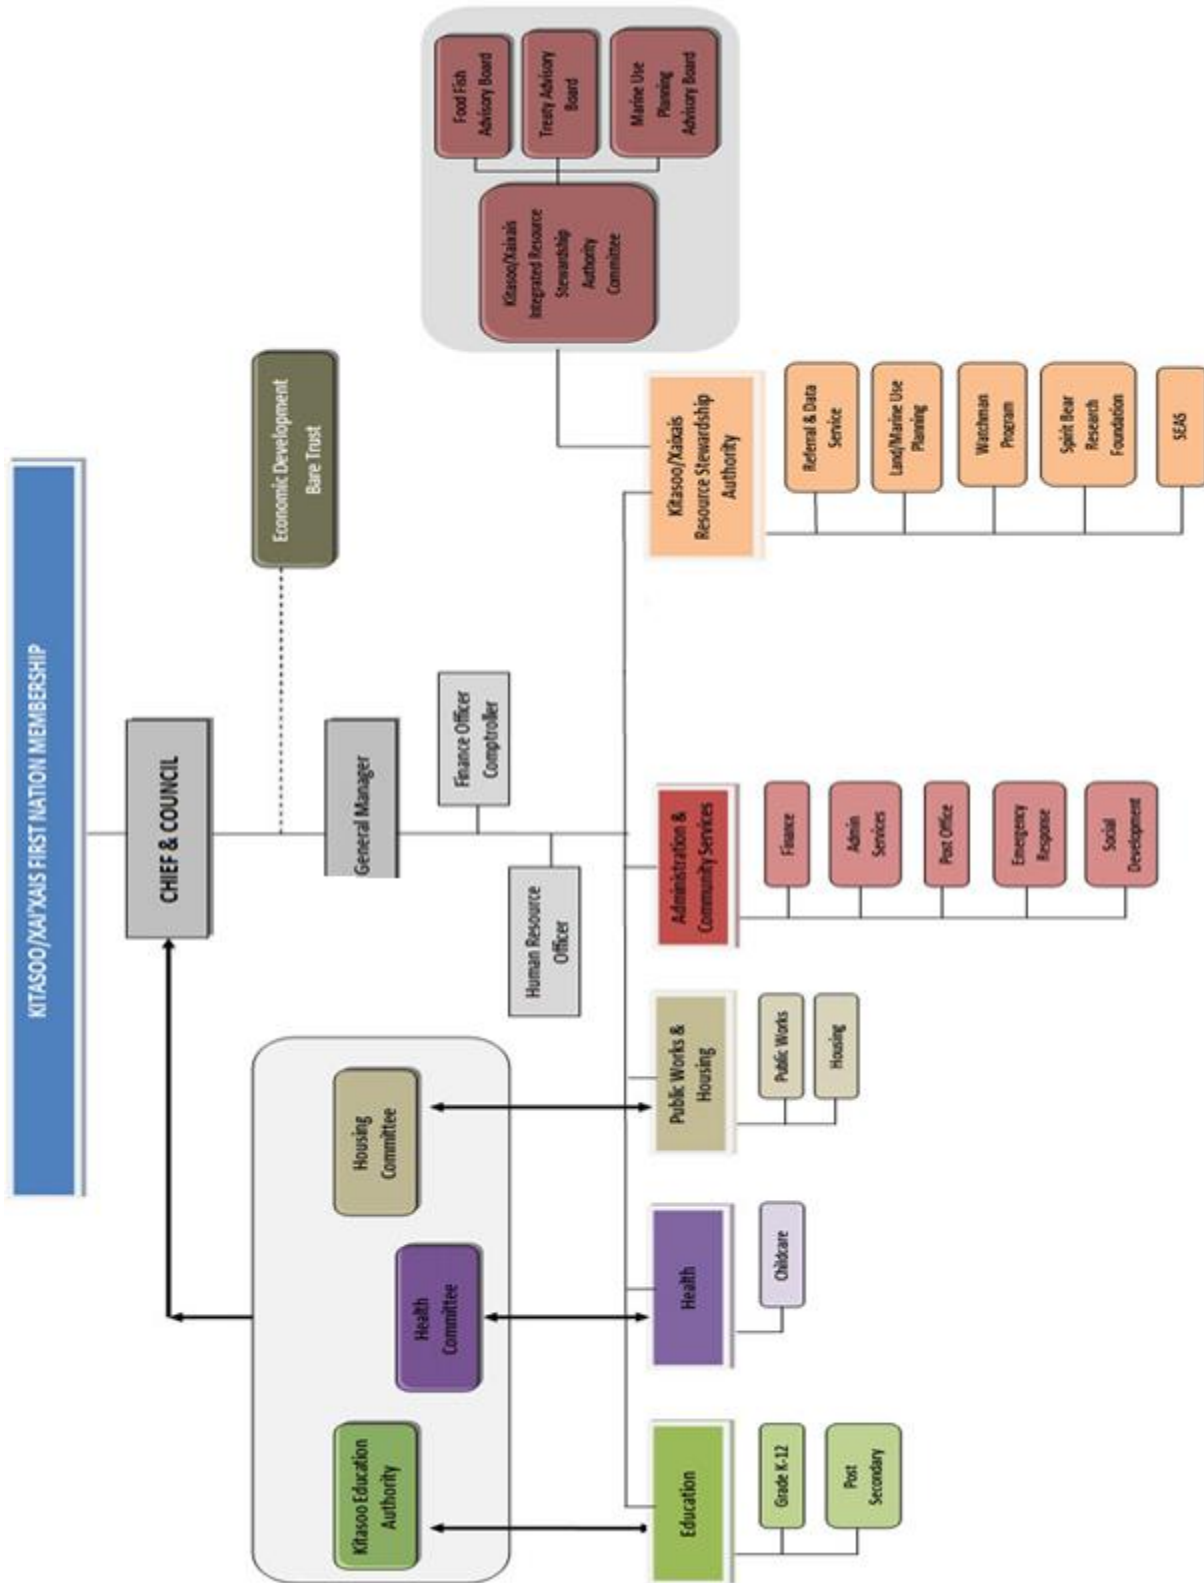 KITASOO/XAI'XAIS FIRST NATION MEMBERSHIP
CHIEF & COUNCIL
Economic Development
Bare Trust
General Manager
Finance Officer
Comptroller
Human Resource
Officer
Kitasoo Education
Authority
Health
Committee
Housing
Committee
Kitasoo/Xaixais
Integrated Resource
Stewardship
Authority
Committee
Food Fish
Advisory Board
Treaty Advisory
Board
Marine Use
Planning
Advisory Board
Education
Grade K-12
Post
Secondary
Health
Childcare
Public Works &
Housing
Public Works
Housing
Administration &
Community Services
Finance
Admin
Services
Post Office
Emergency
Response
Social
Development
Kitasoo/Xaixais
Resource Stewardship
Authority
Referral & Data
Service
Land/Marine Use
Planning
Watchman
Program
Spirit Bear
Research
Foundation
SEAS